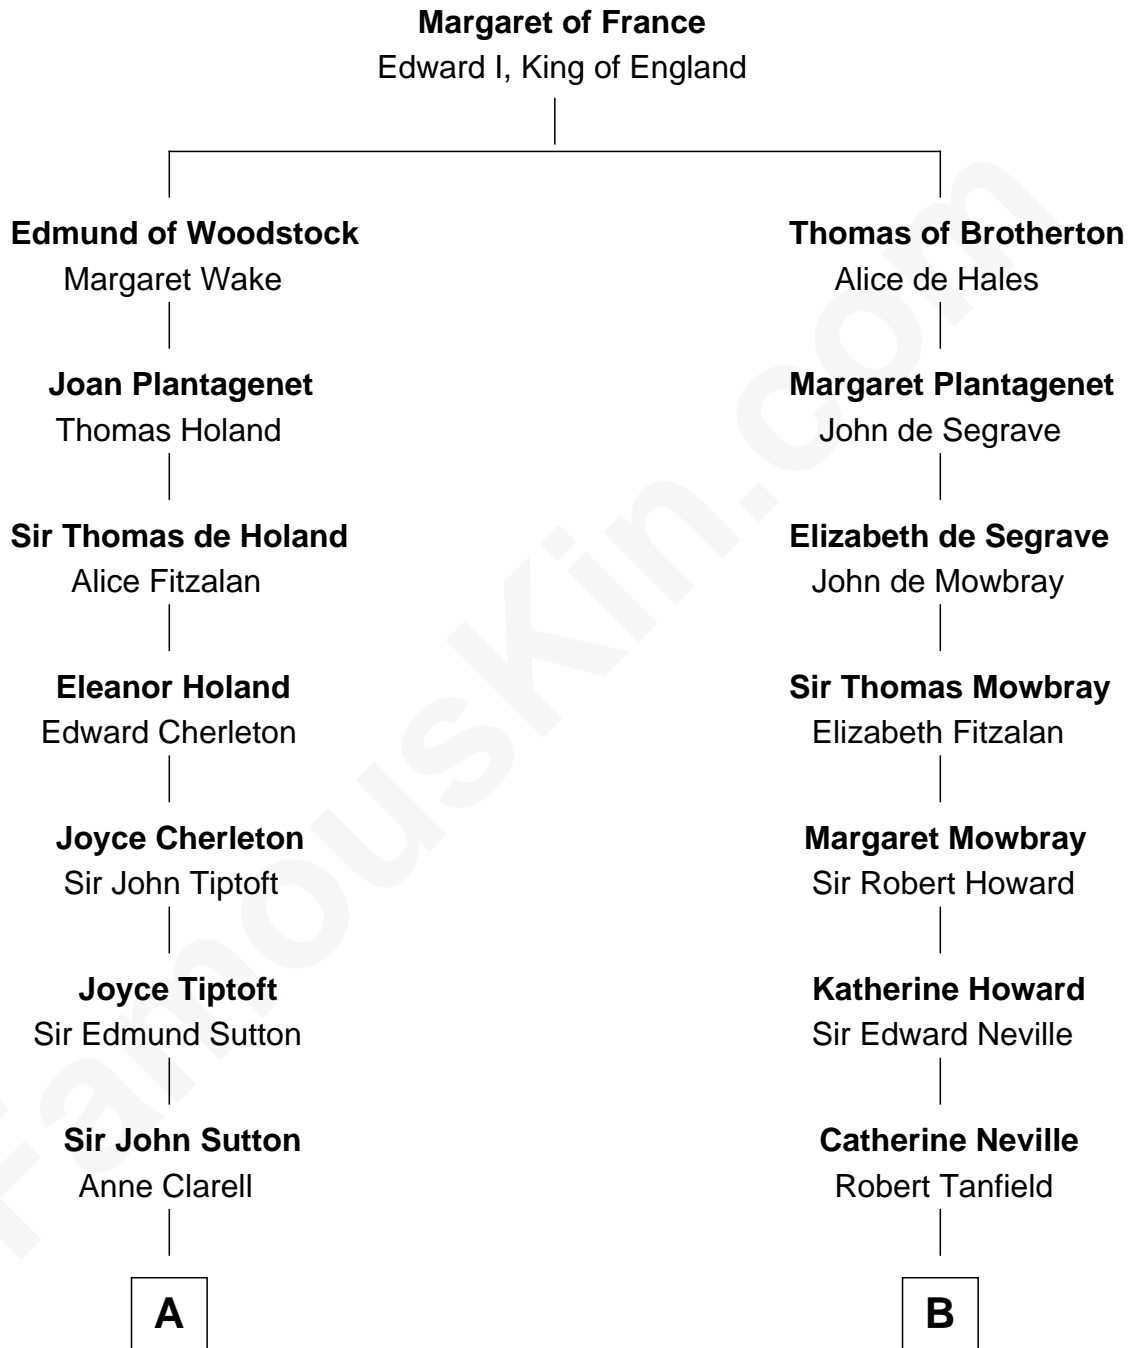 Margaret of France
Edward I, King of England
Edmund of Woodstock
Margaret Wake
Thomas of Brotherton
Alice de Hales
Joan Plantagenet
Thomas Holand
Margaret Plantagenet
John de Segrave
Sir Thomas de Holand
Alice Fitzalan
Elizabeth de Segrave
John de Mowbray
Eleanor Holand
Edward Cherleton
Sir Thomas Mowbray
Elizabeth Fitzalan
Joyce Cherleton
Sir John Tiptoft
Margaret Mowbray
Sir Robert Howard
Joyce Tiptoft
Sir Edmund Sutton
Katherine Howard
Sir Edward Neville
Sir John Sutton
Anne Clarell
Catherine Neville
Robert Tanfield
A
B
FamousKin.com